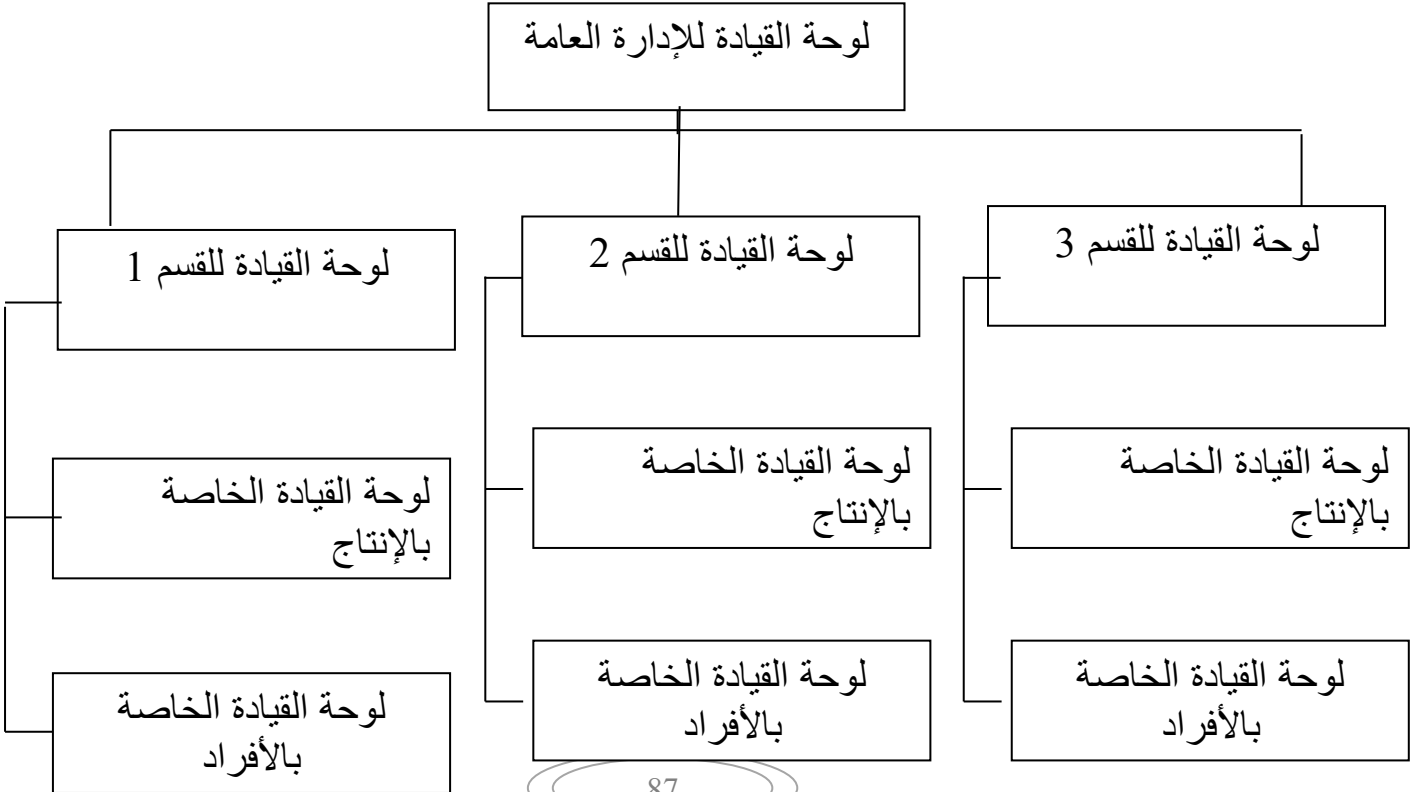 لوحة القيادة للإدارة العامة
لوحة القيادة للقسم 3
لوحة القيادة للقسم 2
لوحة القيادة للقسم 1
لوحة القيادة الخاصة
بالإنتاج
لوحة القيادة الخاصة
بالإنتاج
لوحة القيادة الخاصة
بالإنتاج
لوحة القيادة الخاصة
بالأفراد
لوحة القيادة الخاصة
بالأفراد
لوحة القيادة الخاصة
بالأفراد
87